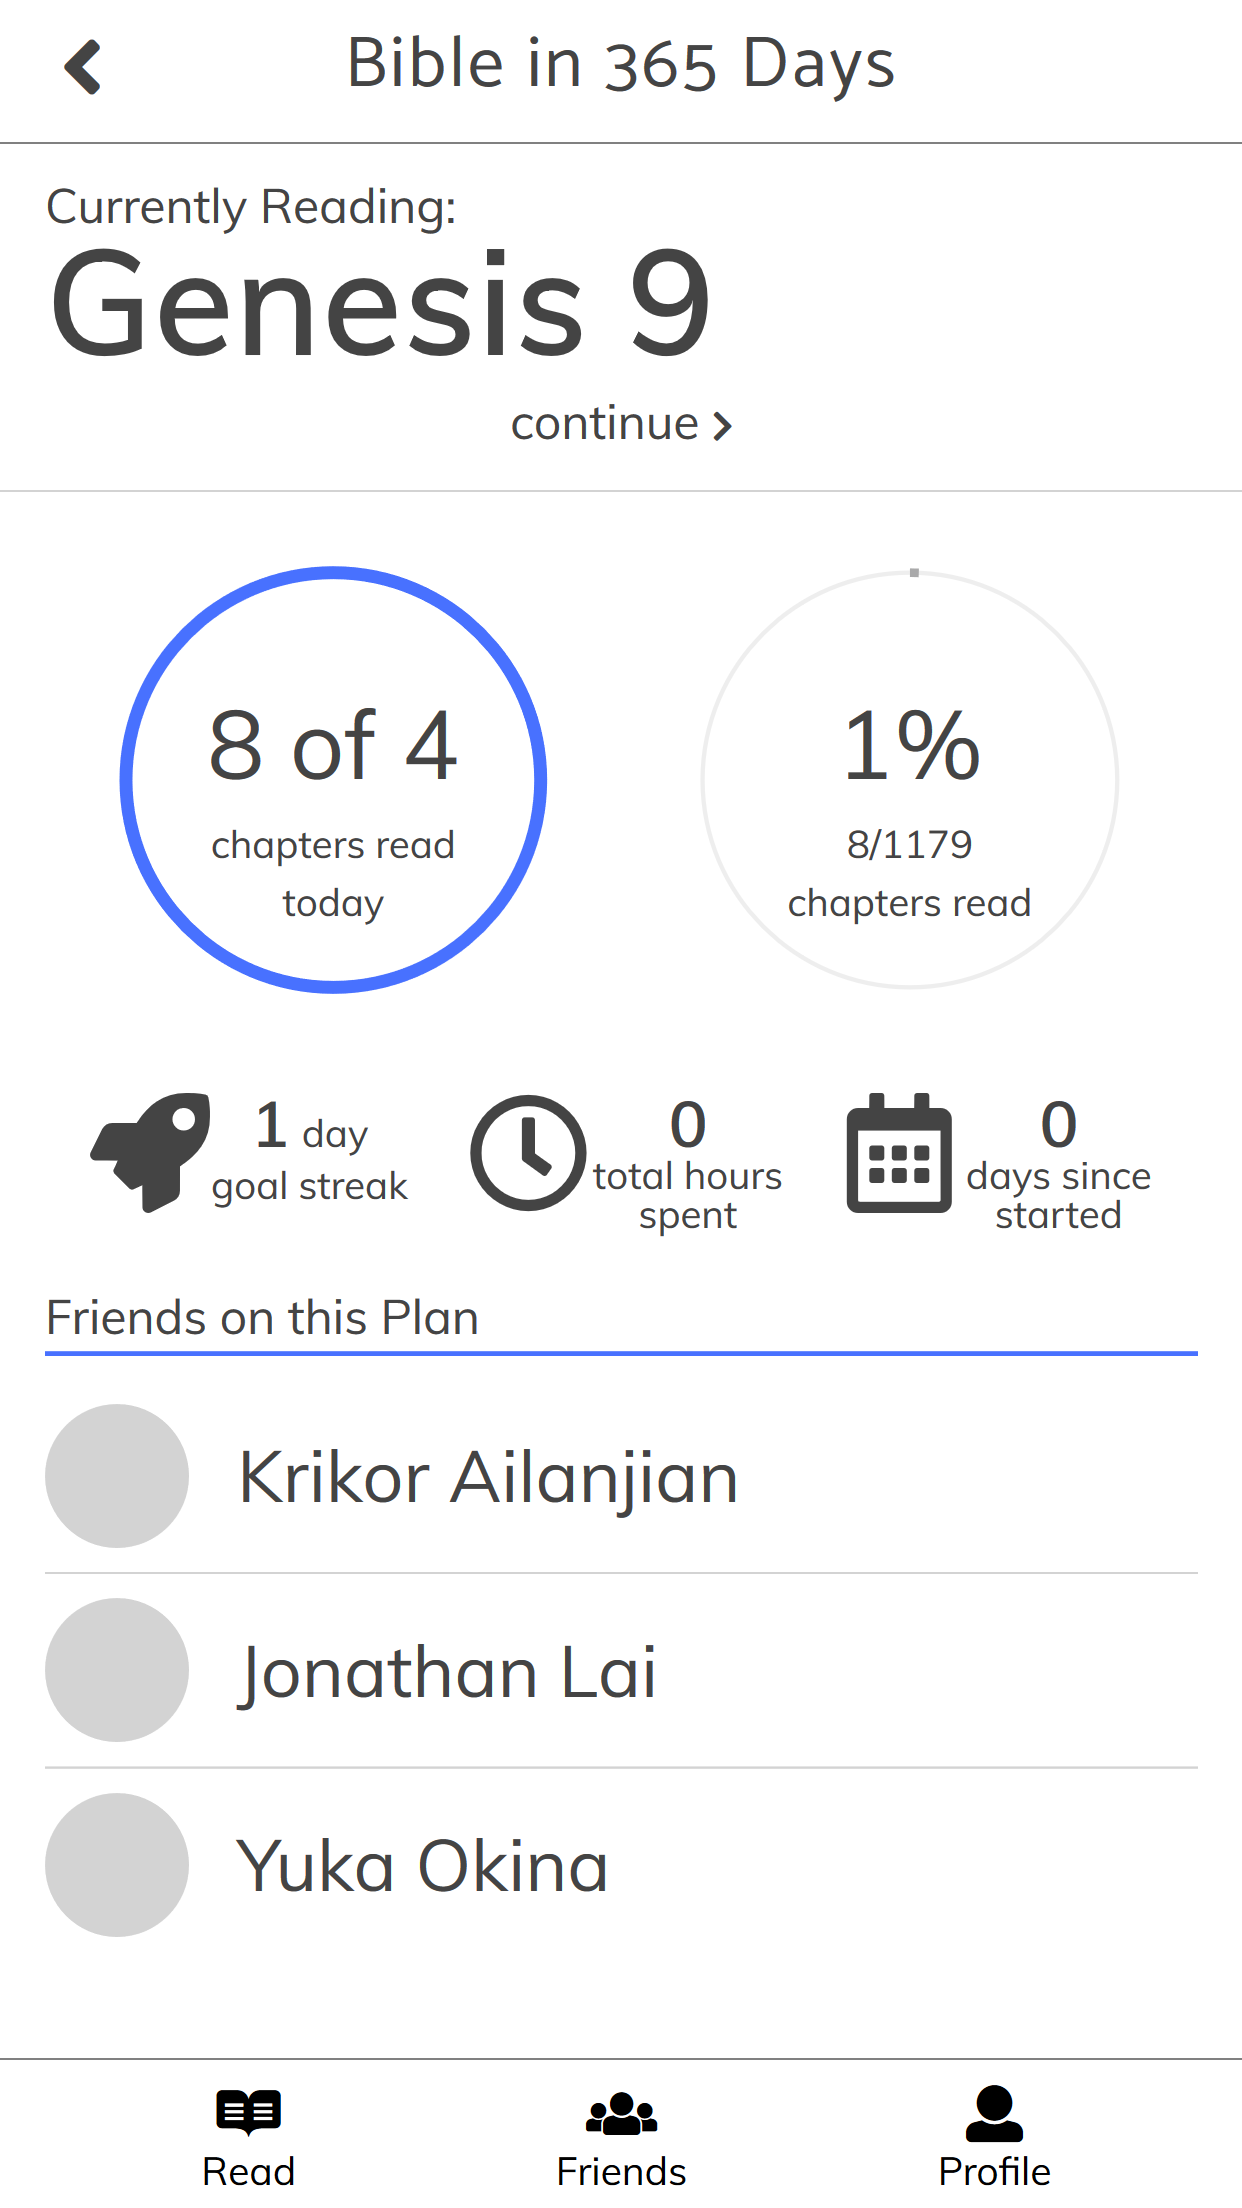 Bible in 365 Days
Currently Reading:
Genesis 9
continue
8 of 4
chapters read
today
1%
8/1179
chapters read
1 day
goal streak
0
total hours
spent
0
days since
started
Friends on this Plan
Krikor Ailanjian
Jonathan Lai
Yuka Okina
Read
Friends
Profile